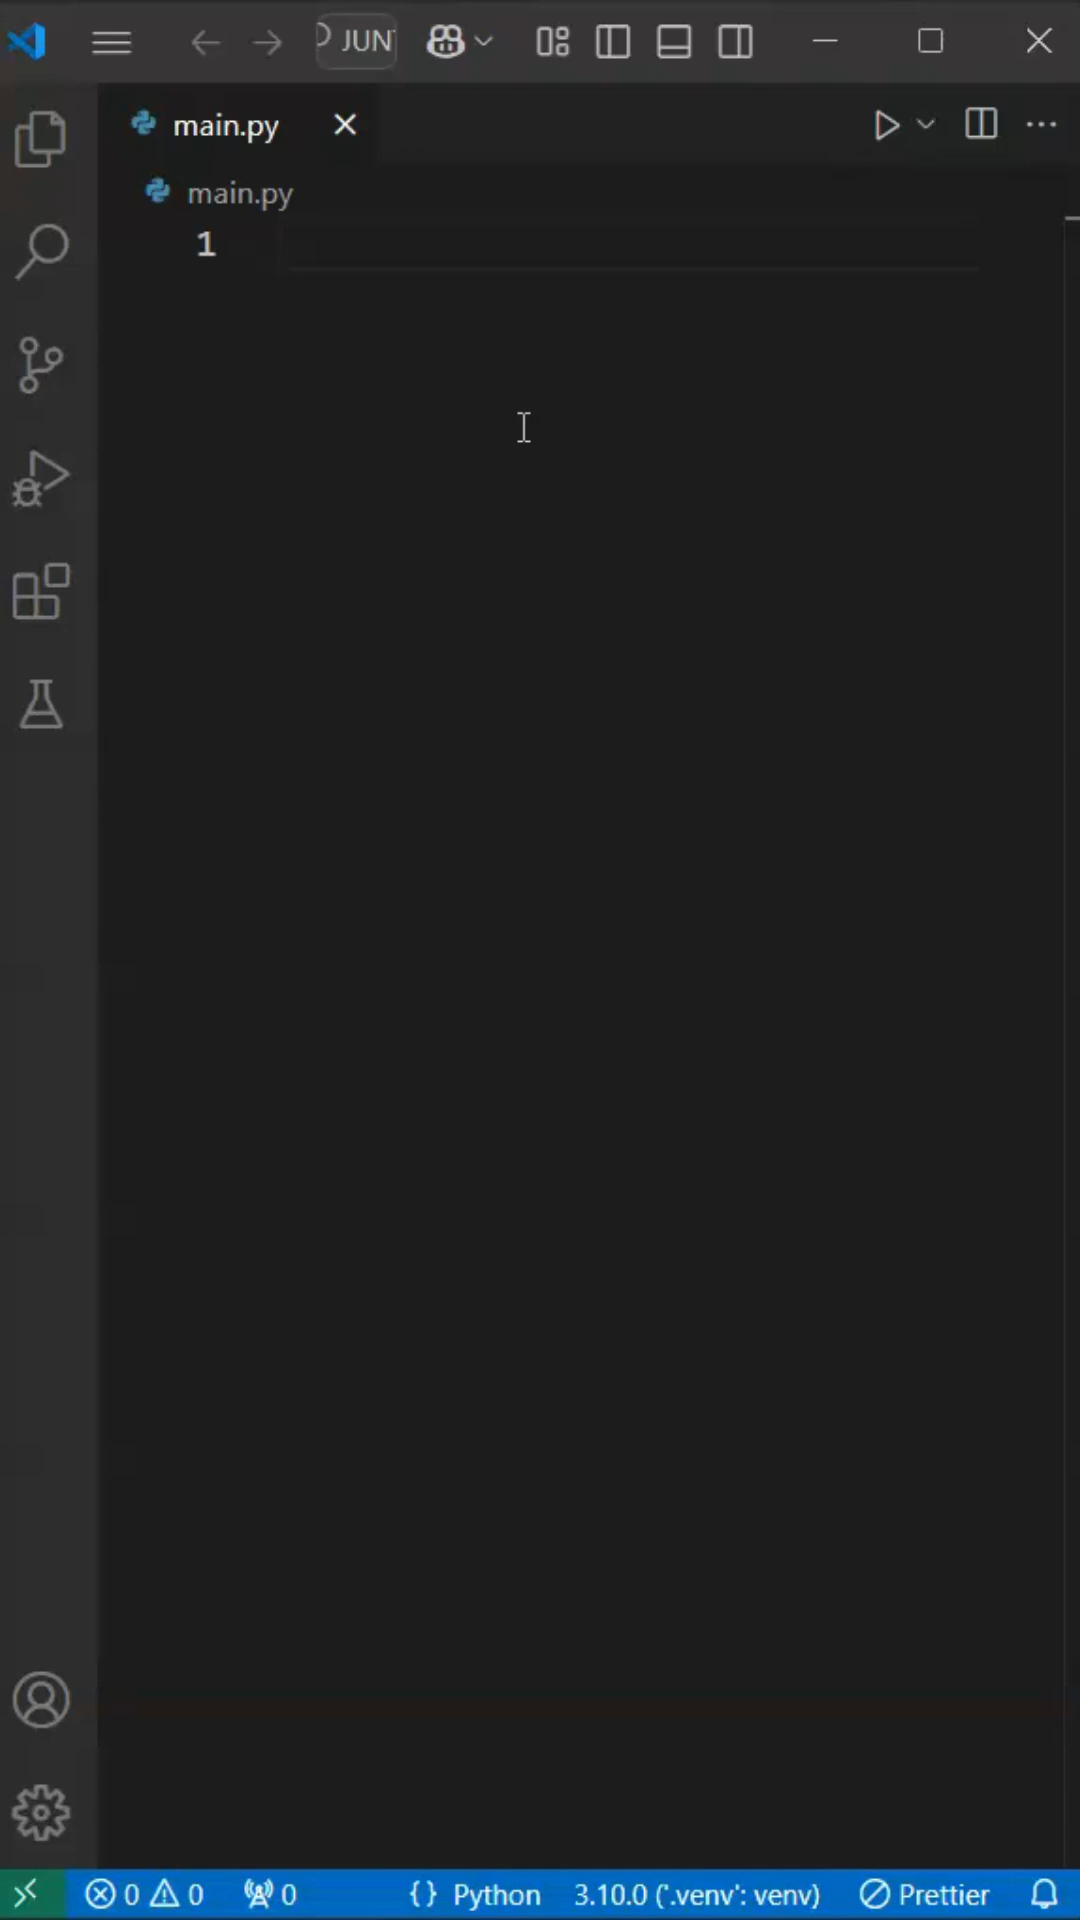 JUN
main.py
main.py
1
0 0 0 {} Python 3.10.0 ('.venv': venv) Prettier